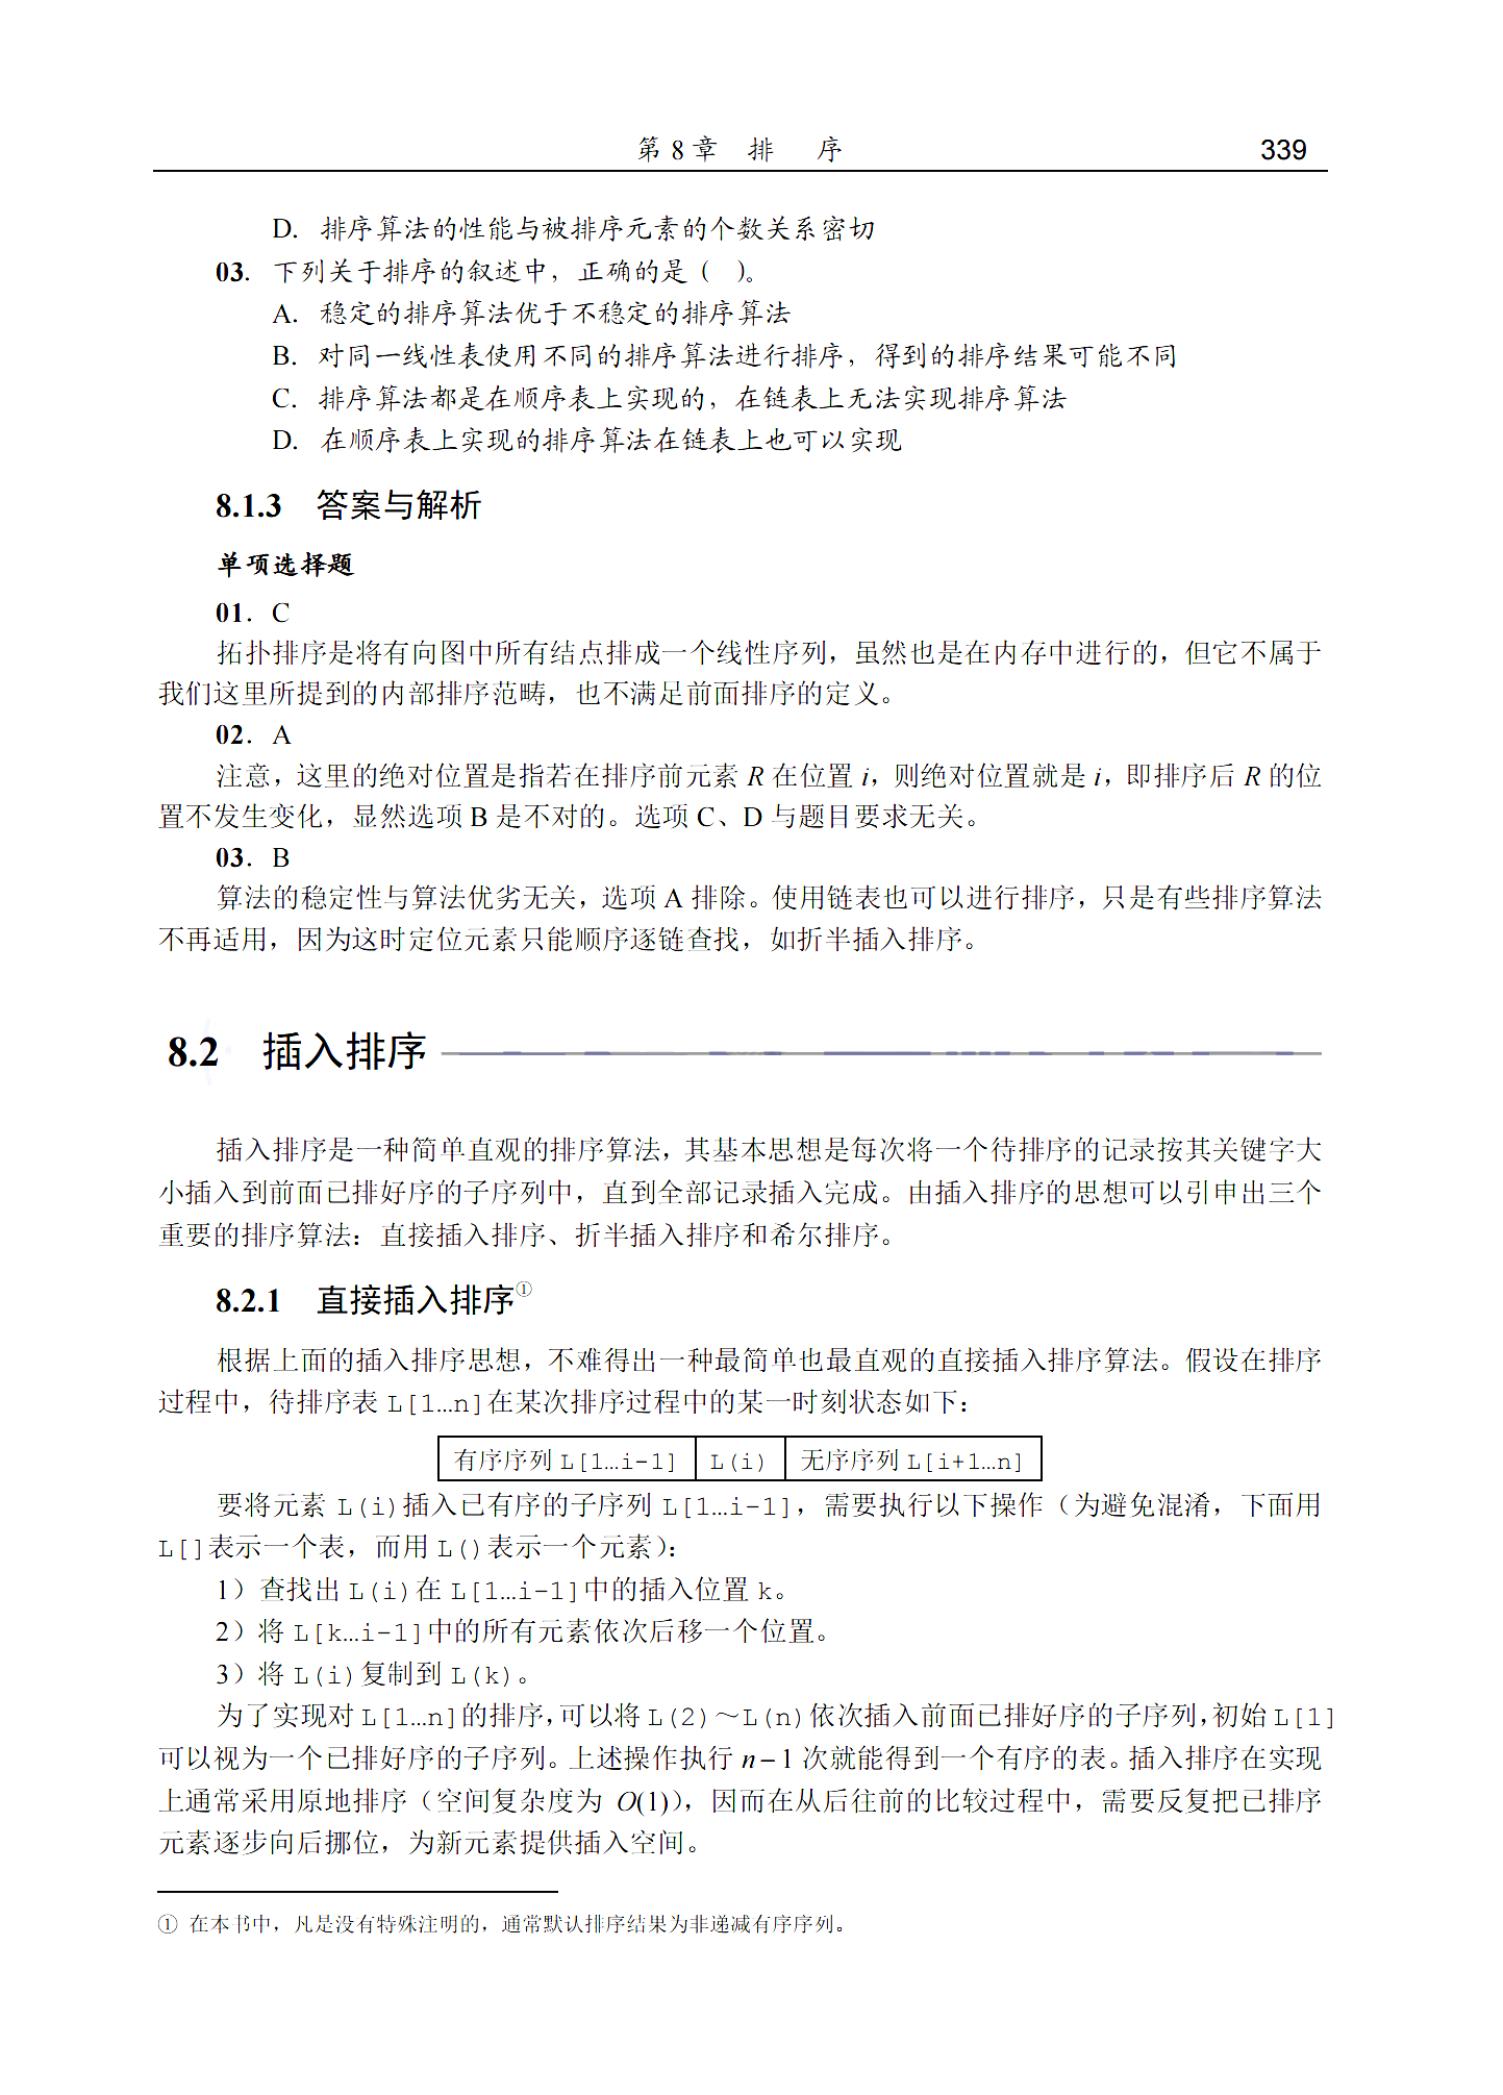 第 8 章 排 序 339
D. 排序算法的性能与被排序元素的个数关系密切
03. 下列关于排序的叙述中，正确的是（ ）。
A. 稳定的排序算法优于不稳定的排序算法
B. 对同一线性表使用不同的排序算法进行排序，得到的排序结果可能不同
C. 排序算法都是在顺序表上实现的，在链表上无法实现排序算法
D. 在顺序表上实现的排序算法在链表上也可以实现
8.1.3 答案与解析
单项选择题
01. C
拓扑排序是将有向图中所有结点排成一个线性序列，虽然也是在内存中进行的，但它不属于
我们这里所提到的内部排序范畴，也不满足前面排序的定义。
02. A
注意，这里的绝对位置是指若在排序前元素 R 在位置 i，则绝对位置就是 i，即排序后 R 的位
置不发生变化，显然选项 B 是不对的。选项 C、D 与题目要求无关。
03. B
算法的稳定性与算法优劣无关，选项 A 排除。使用链表也可以进行排序，只是有些排序算法
不再适用，因为这时定位元素只能顺序逐链查找，如折半插入排序。
8.2 插入排序
插入排序是一种简单直观的排序算法，其基本思想是每次将一个待排序的记录按其关键字大
小插入到前面已排好序的子序列中，直到全部记录插入完成。由插入排序的思想可以引申出三个
重要的排序算法：直接插入排序、折半插入排序和希尔排序。
8.2.1 直接插入排序①
根据上面的插入排序思想，不难得出一种最简单也最直观的直接插入排序算法。假设在排序
过程中，待排序表 L[1…n]在某次排序过程中的某一时刻状态如下：
有序序列 L[1…i-1] L(i) 无序序列 L[i+1…n]
要将元素 L(i)插入已有序的子序列 L[1…i-1]，需要执行以下操作（为避免混淆，下面用
L[]表示一个表，而用 L()表示一个元素）：
1）查找出 L(i)在 L[1…i-1]中的插入位置 k。
2）将 L[k…i-1]中的所有元素依次后移一个位置。
3）将 L(i)复制到 L(k)。
为了实现对 L[1…n]的排序，可以将 L(2)～L(n)依次插入前面已排好序的子序列，初始 L[1]
可以视为一个已排好序的子序列。上述操作执行 n－1 次就能得到一个有序的表。插入排序在实现
上通常采用原地排序（空间复杂度为 O(1)），因而在从后往前的比较过程中，需要反复把已排序
元素逐步向后挪位，为新元素提供插入空间。
① 在本书中，凡是没有特殊注明的，通常默认排序结果为非递减有序序列。